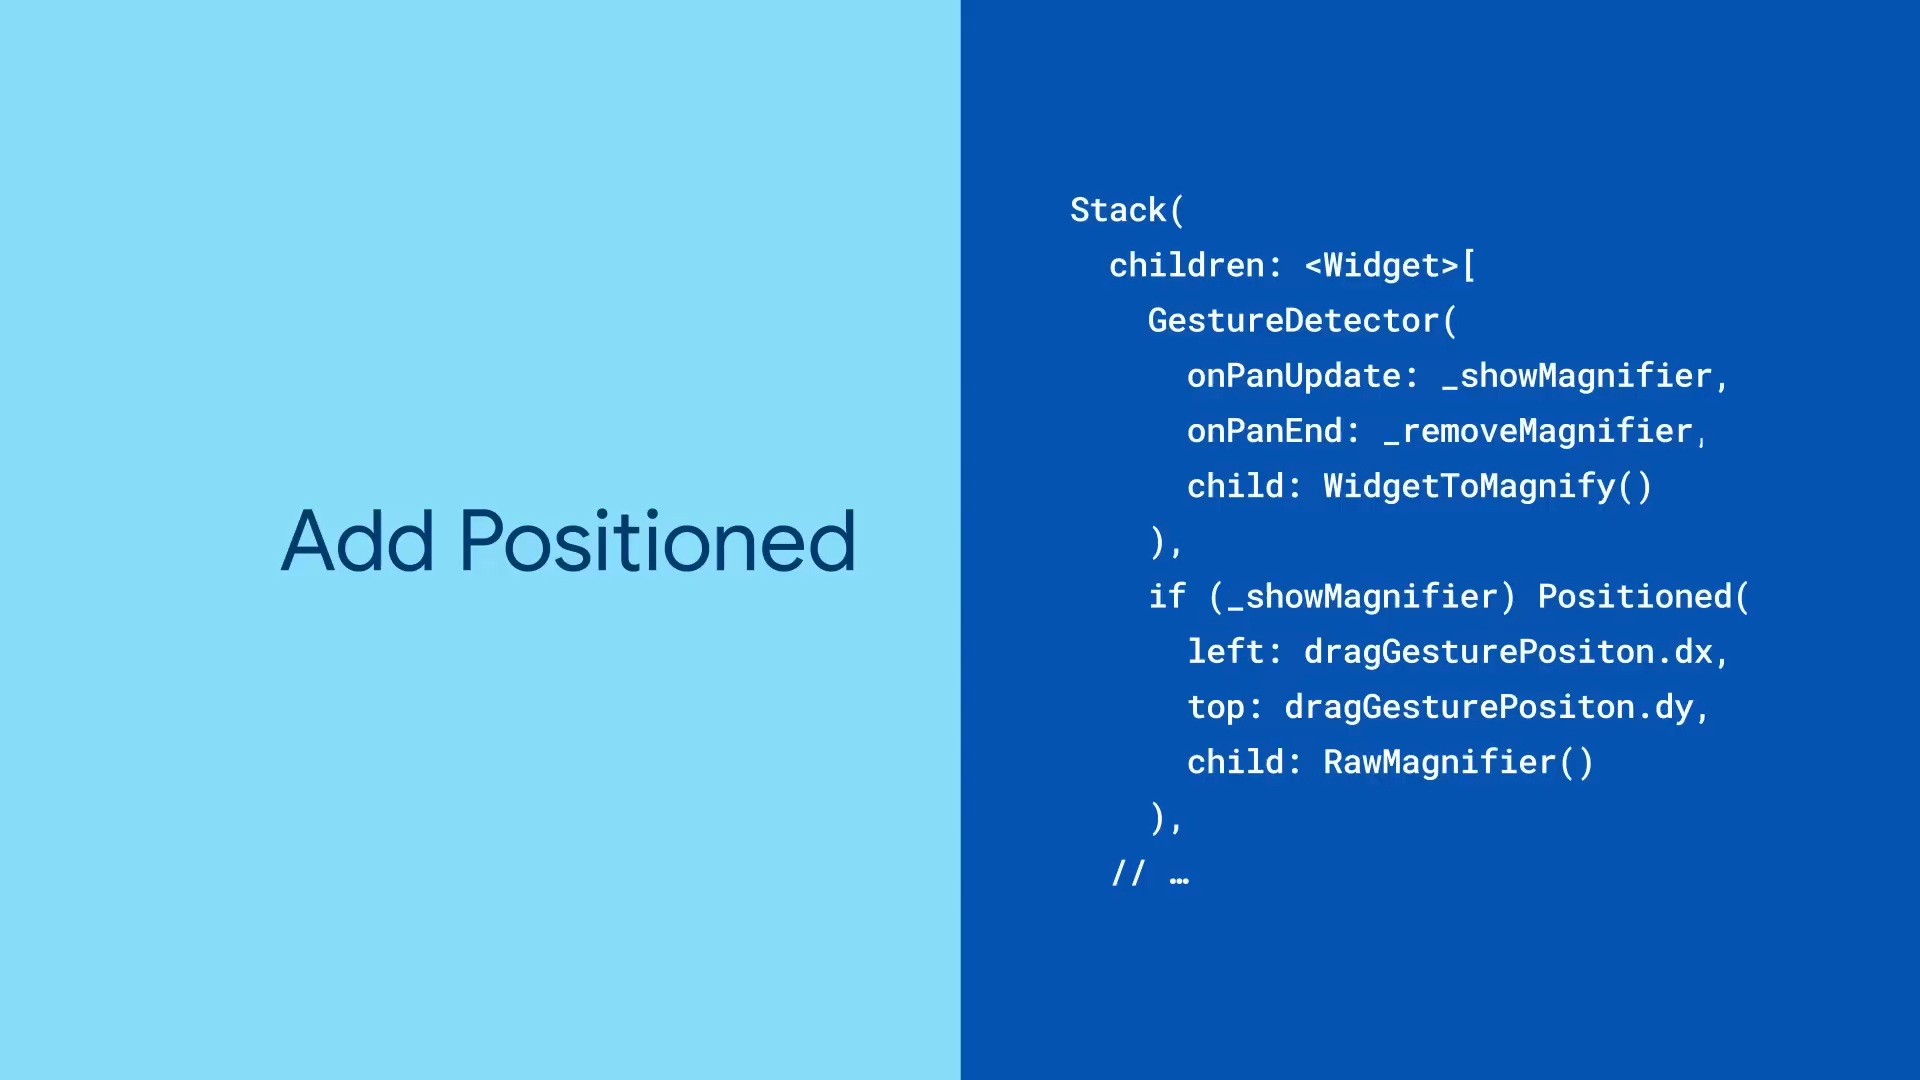 Add Positioned
Stack(
children: <Widget>[
GestureDetector(
onPanUpdate: _showMagnifier,
onPanEnd: _removeMagnifier,
child: WidgetToMagnify()
),
if (_showMagnifier) Positioned(
left: dragGesturePositon.dx,
top: dragGesturePositon.dy,
child: RawMagnifier()
),
// …